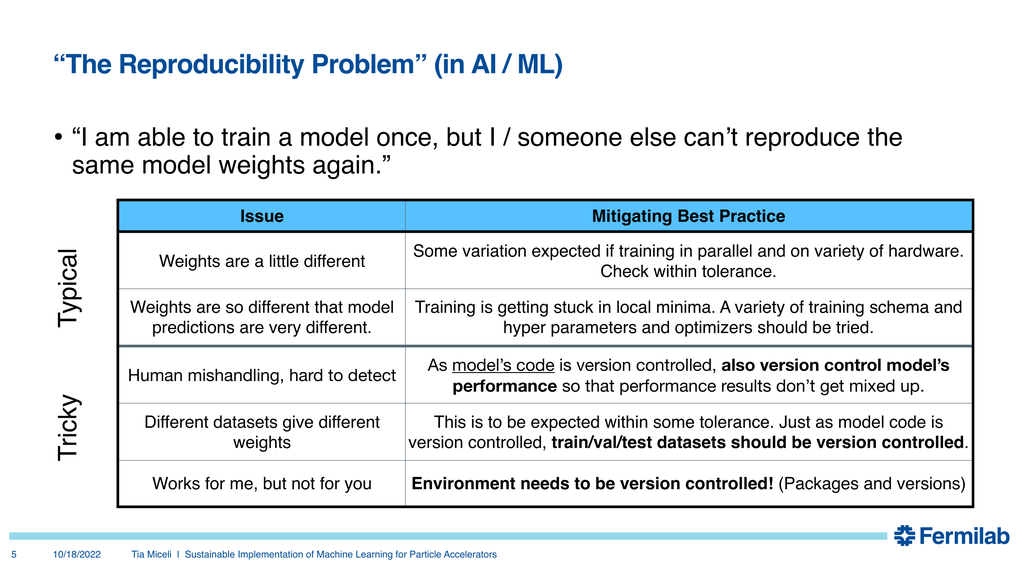 “The Reproducibility Problem” (in AI / ML)
• “I am able to train a model once, but I / someone else can’t reproduce the
same model weights again.”
Issue
Mitigating Best Practice
Typical
Weights are a little different
Some variation expected if training in parallel and on variety of hardware.
Check within tolerance.
Weights are so different that model
predictions are very different.
Training is getting stuck in local minima. A variety of training schema and
hyper parameters and optimizers should be tried.
Tricky
Human mishandling, hard to detect
As model’s code is version controlled, also version control model’s
performance so that performance results don’t get mixed up.
Different datasets give different
weights
This is to be expected within some tolerance. Just as model code is
version controlled, train/val/test datasets should be version controlled.
Works for me, but not for you
Environment needs to be version controlled! (Packages and versions)
Fermilab
5
10/18/2022
Tia Miceli | Sustainable Implementation of Machine Learning for Particle Accelerators